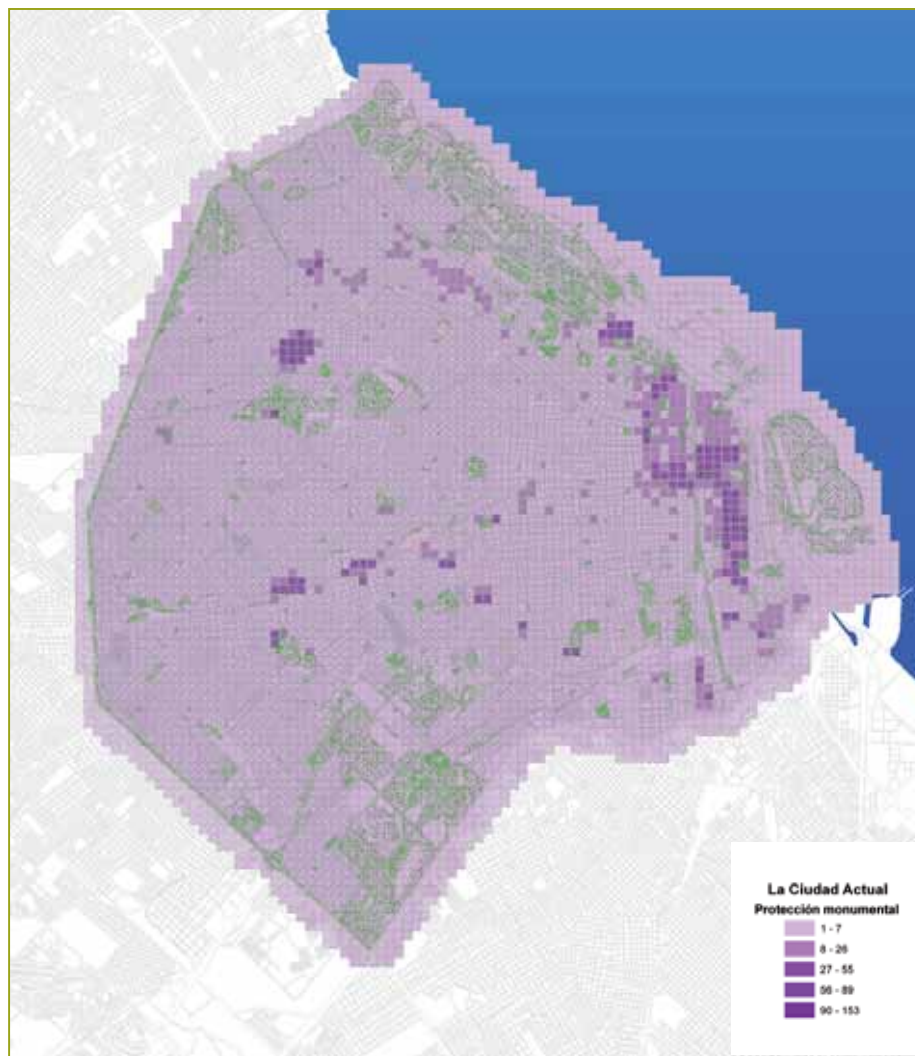 La Ciudad Actual
Protección monumental
1 - 7
8 - 26
27 - 55
56 - 89
90 - 153